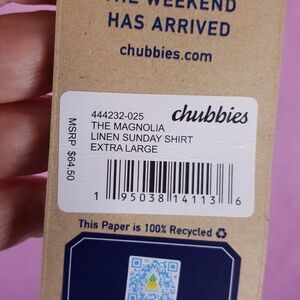 THE WEEKEND
HAS ARRIVED
chubbies.com
444232-025
chubbies
THE MAGNOLIA
LINEN SUNDAY SHIRT
EXTRA LARGE
MSRP $64.50
1 95038 14113 6
This Paper is 100% Recycled